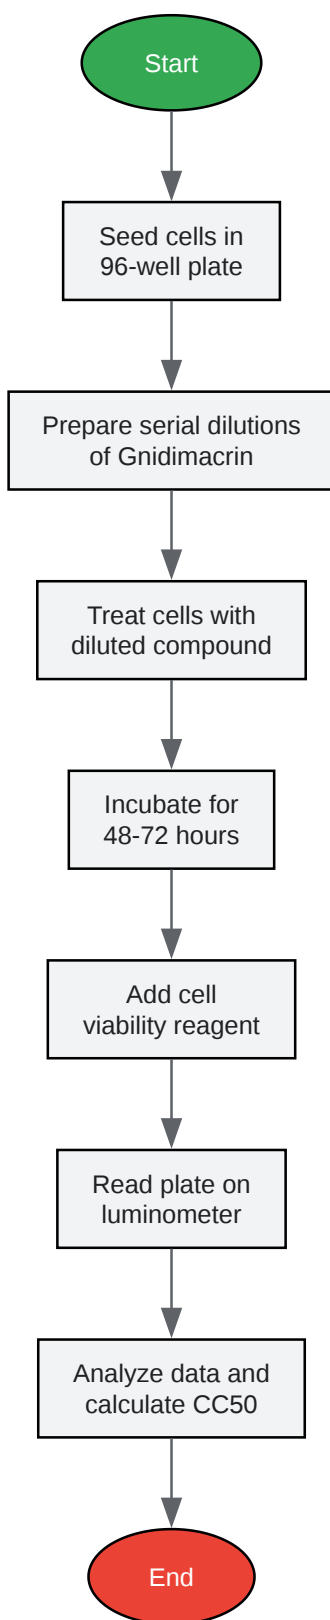 Start
Seed cells in
96-well plate
Prepare serial dilutions
of Gnidimacrin
Treat cells with
diluted compound
Incubate for
48-72 hours
Add cell
viability reagent
Read plate on
luminometer
Analyze data and
calculate CC50
End